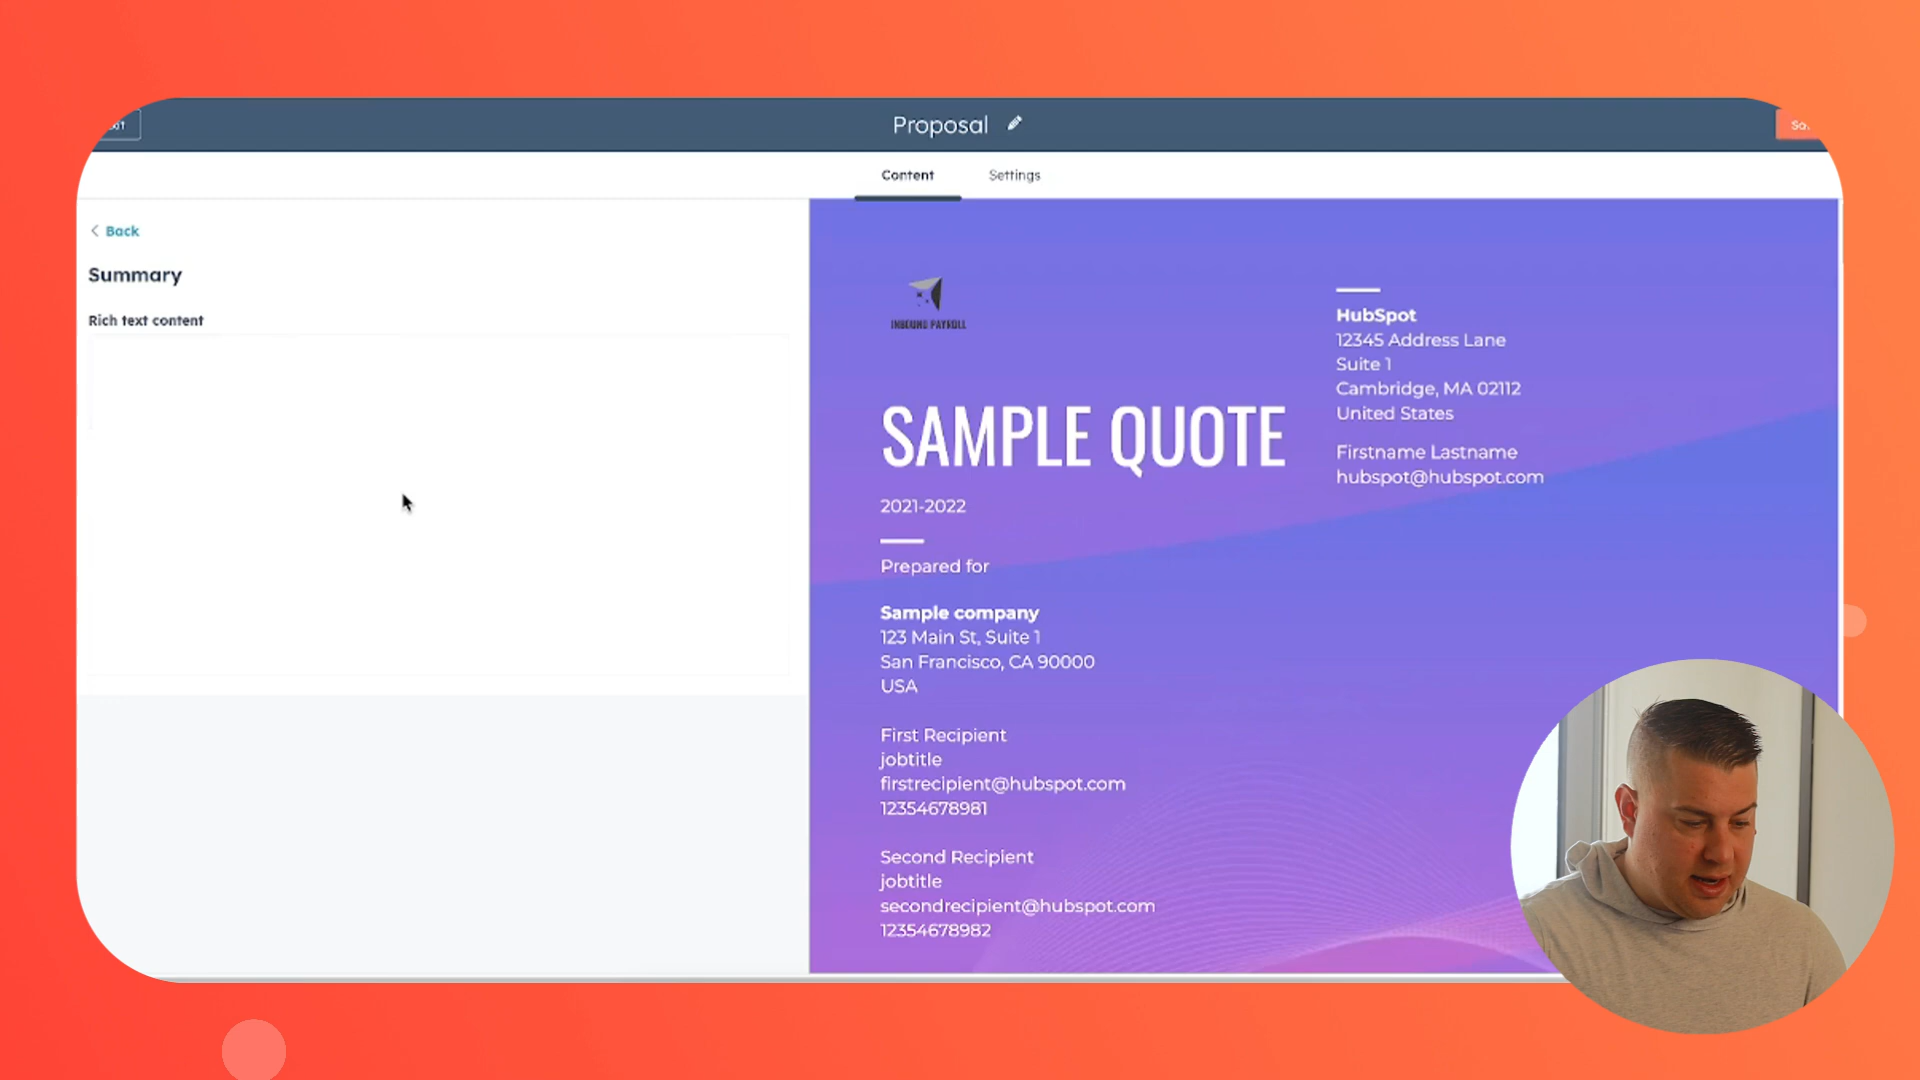 Proposal
Content
Settings
Back
Summary
Rich text content
INBOUND PAYROLL
SAMPLE QUOTE
2021-2022
Prepared for
Sample company
123 Main St, Suite 1
San Francisco, CA 90000
USA
First Recipient
jobtitle
firstrecipient@hubspot.com
12354678981
Second Recipient
jobtitle
secondrecipient@hubspot.com
12354678982
HubSpot
12345 Address Lane
Suite 1
Cambridge, MA 02112
United States
Firstname Lastname
hubspot@hubspot.com